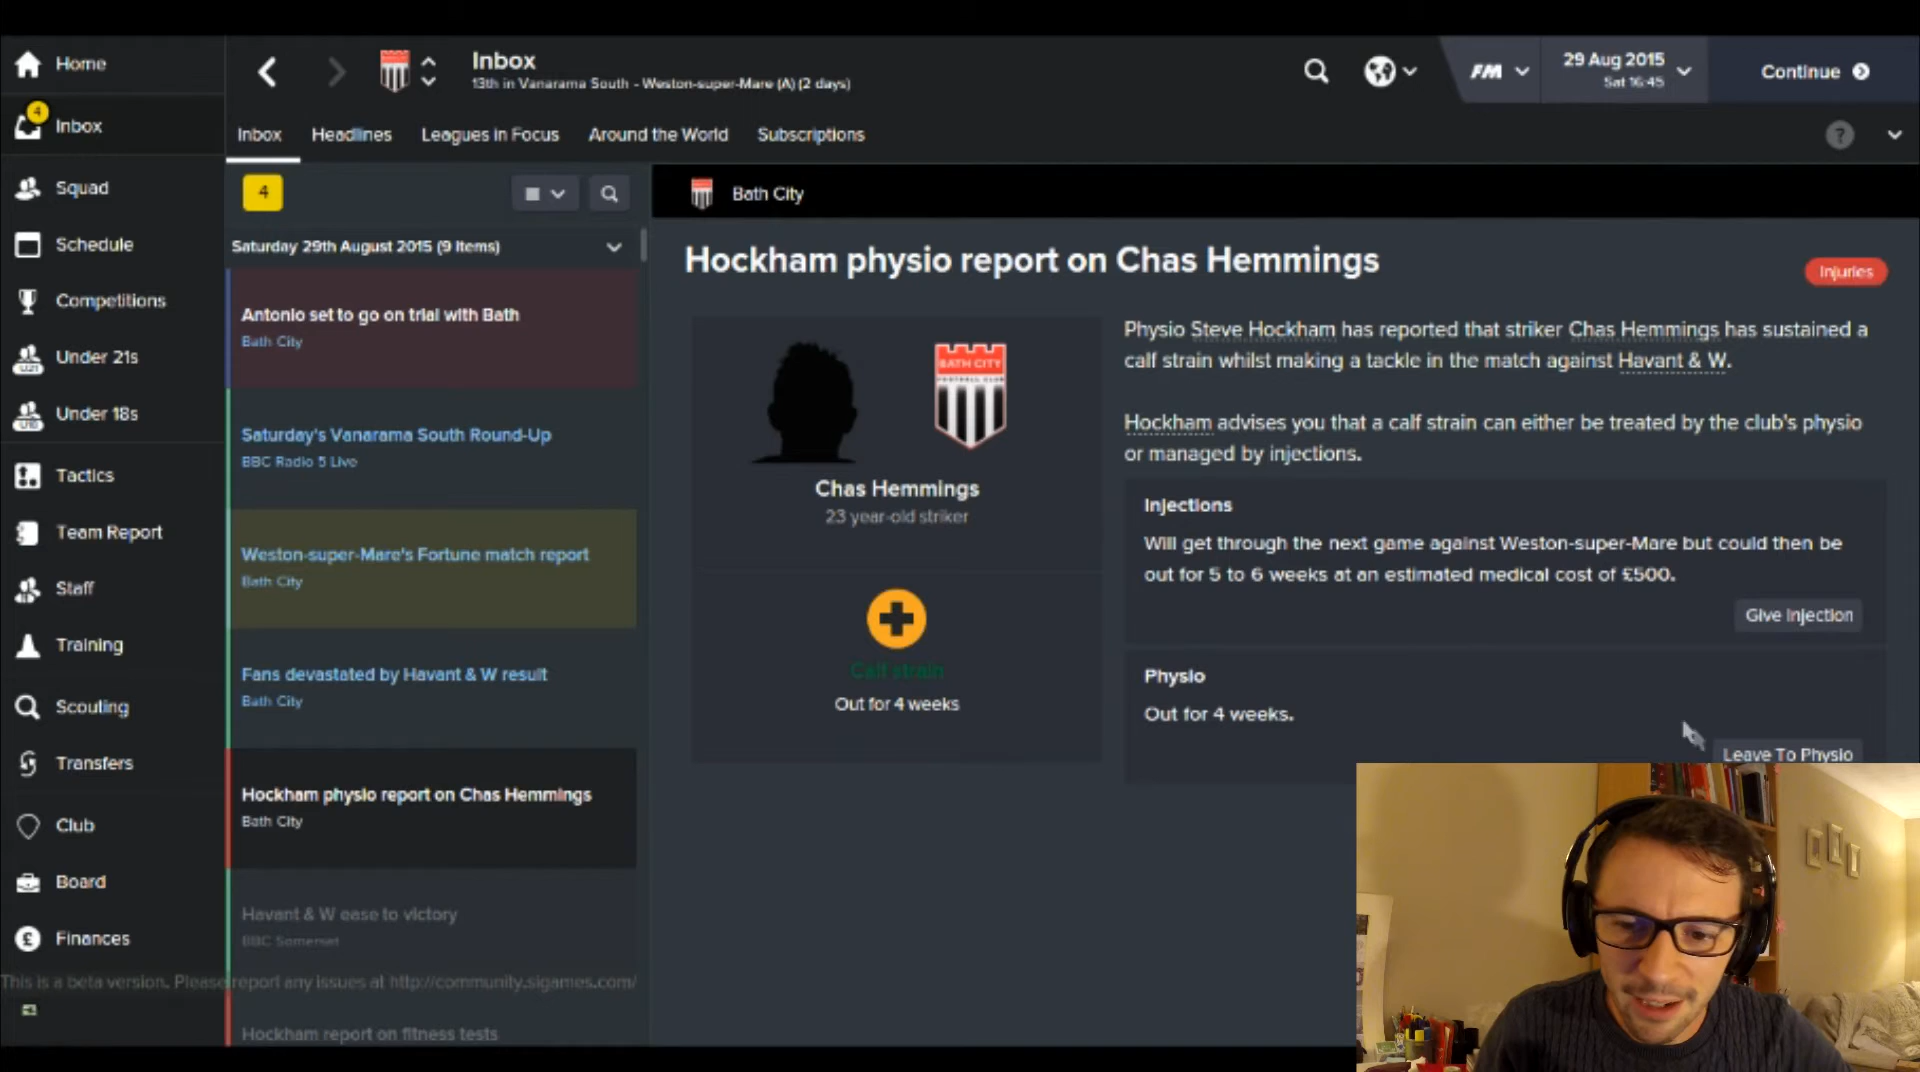 Home
Inbox
13th in Vanarama South - Weston-super-Mare (A) (2 days)
FM
29 Aug 2015
Sat 16:45
Continue
4
Inbox
Inbox
Headlines
Leagues in Focus
Around the World
Subscriptions
?
Squad
Schedule
Competitions
Under 21s
Under 18s
Tactics
Team Report
Staff
Training
Scouting
Transfers
Club
Board
Finances
4
Saturday 29th August 2015 (9 Items)
Antonio set to go on trial with Bath
Bath City
Saturday's Vanarama South Round-Up
BBC Radio 5 Live
Weston-super-Mare's Fortune match report
Bath City
Fans devastated by Havant & W result
Bath City
Hockham physio report on Chas Hemmings
Bath City
Havant & W ease to victory
BBC Somerset
This is a beta version. Please report any issues at http://community.sigames.com/
Hockham report on fitness tests
Bath City
Hockham physio report on Chas Hemmings
Injuries
BATH CITY
FOOTBALL CLUB
Chas Hemmings
23 year-old striker
Calf strain
Out for 4 weeks
Physio Steve Hockham has reported that striker Chas Hemmings has sustained a
calf strain whilst making a tackle in the match against Havant & W.
Hockham advises you that a calf strain can either be treated by the club's physio
or managed by injections.
Injections
Will get through the next game against Weston-super-Mare but could then be
out for 5 to 6 weeks at an estimated medical cost of £500.
Give Injection
Physio
Out for 4 weeks.
Leave To Physio